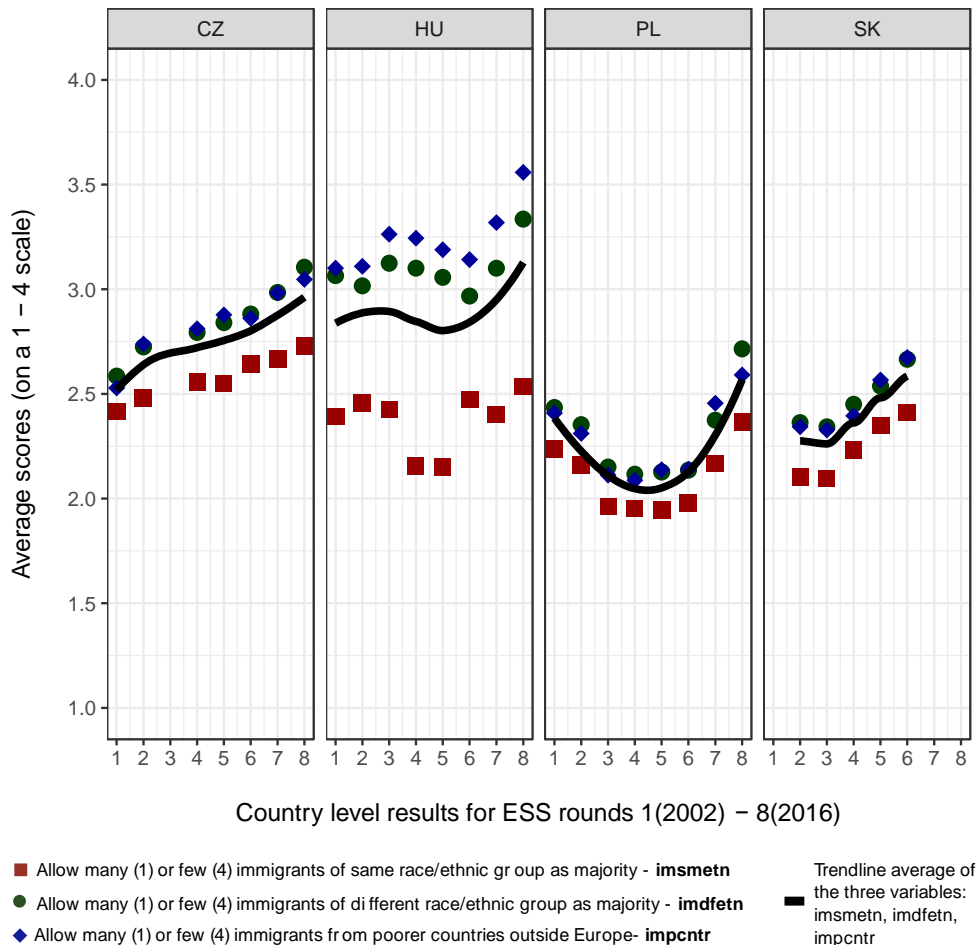 CZ HU PL SK
4.0
3.5
3.0
2.5
2.0
1.5
1.0
Average scores (on a 1 − 4 scale)
1 2 3 4 5 6 7 8 1 2 3 4 5 6 7 8 1 2 3 4 5 6 7 8 1 2 3 4 5 6 7 8
Country level results for ESS rounds 1(2002) − 8(2016)
Allow many (1) or few (4) immigrants of same race/ethnic gr oup as majority - imsmetn
Allow many (1) or few (4) immigrants of di fferent race/ethnic group as majority - imdfetn
Allow many (1) or few (4) immigrants fr om poorer countries outside Europe- impcntr
Trendline average of
the three variables:
imsmetn, imdfetn,
impcntr